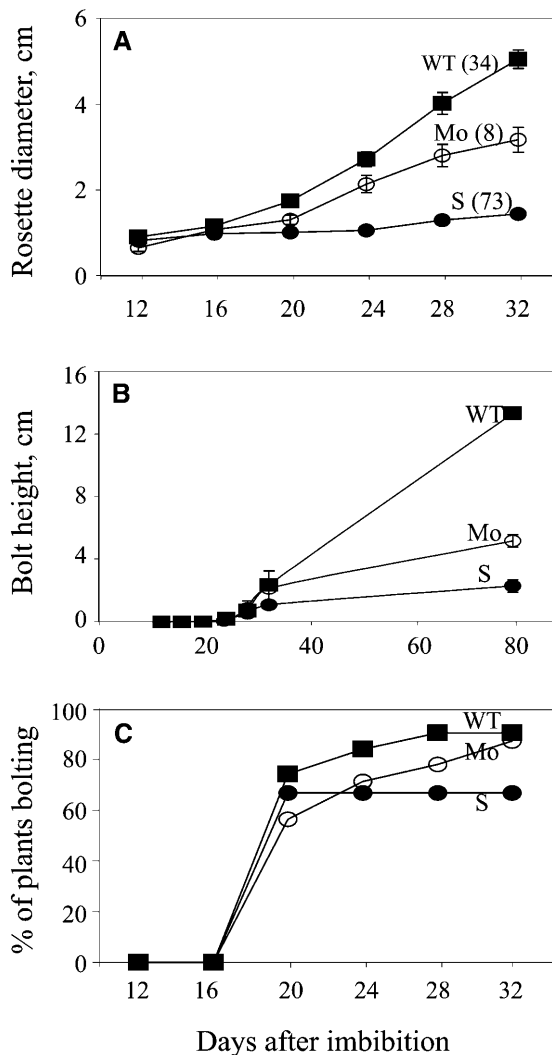 A
Rosette diameter, cm
6
4
2
0
WT (34)
Mo (8)
S (73)
12 16 20 24 28 32
B
Bolt height, cm
16
12
8
4
0
WT
Mo
S
0 20 40 60 80
C
% of plants bolting
100
80
60
40
20
0
WT
Mo
S
12 16 20 24 28 32
Days after imbibition